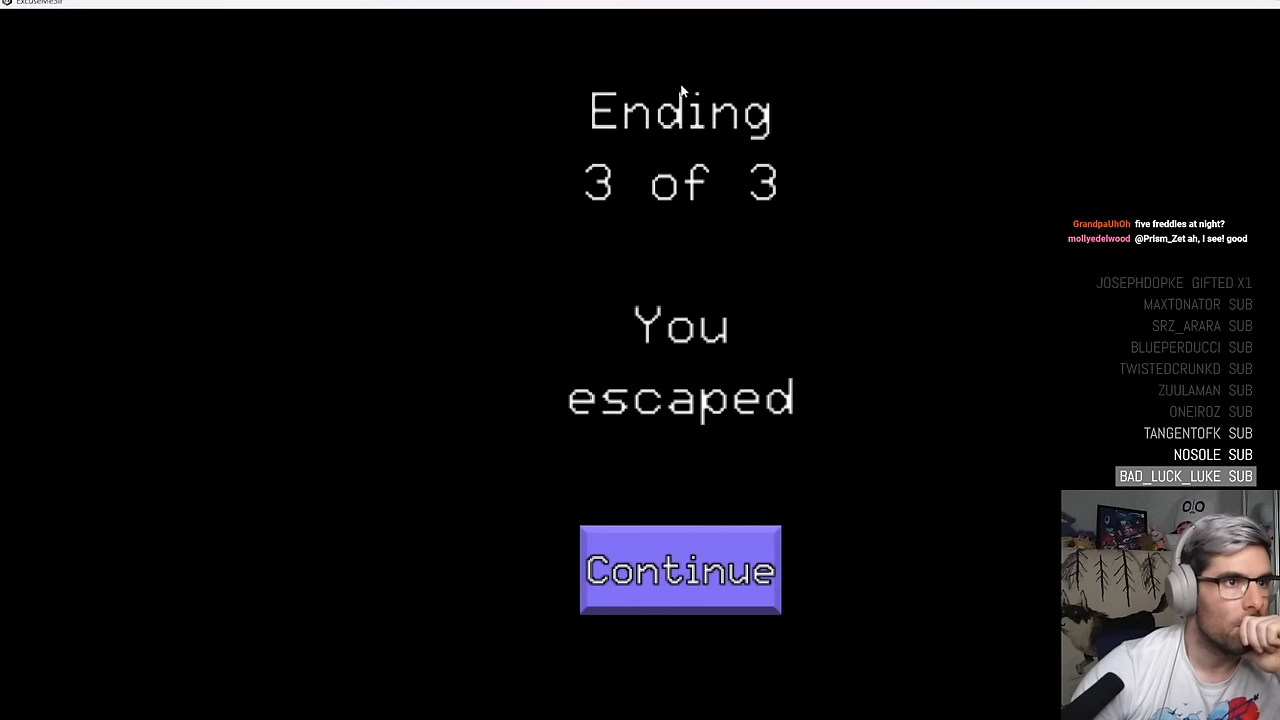 ExcuseMeSir
Ending
3 of 3
You
escaped
Continue
GrandpaUhOh five freddies at night?
mollyedelwood @Prism_Zet ah, I see! good
JOSEPHDOPKE GIFTED X1
MAXTONATOR SUB
SRZ_ARARA SUB
BLUEPERDUCCI SUB
TWISTEDCRUNKD SUB
ZUULAMAN SUB
ONEIROZ SUB
TANGENTOFK SUB
NOSOLE SUB
BAD_LUCK_LUKE SUB